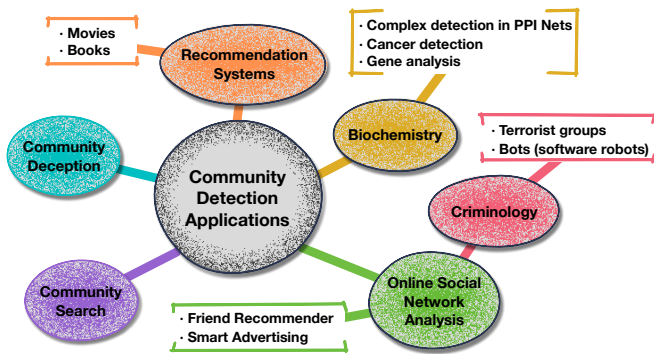 · Movies
· Books
Recommendation
Systems
· Complex detection in PPI Nets
· Cancer detection
· Gene analysis
Biochemistry
· Terrorist groups
· Bots (software robots)
Community
Deception
Community
Detection
Applications
Criminology
Community
Search
Online Social
Network
Analysis
· Friend Recommender
· Smart Advertising